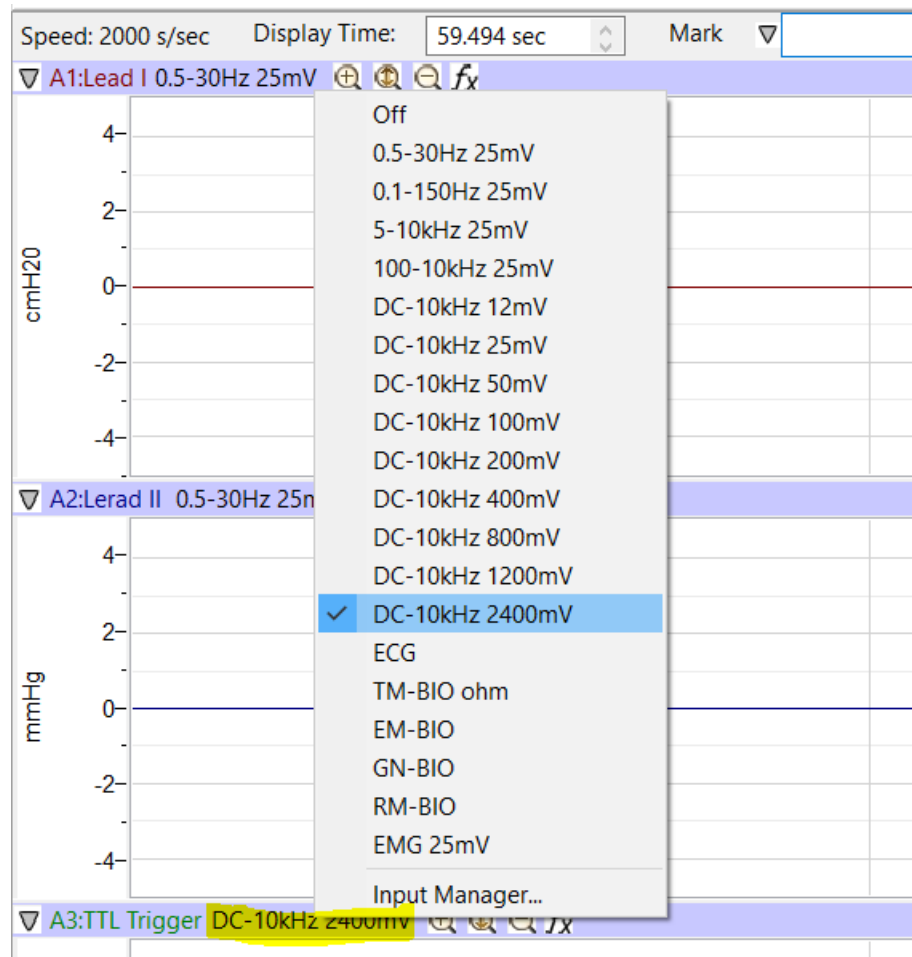 Speed: 2000 s/sec Display Time: 59.494 sec Mark
A1:Lead I 0.5-30Hz 25mV fx
Off
0.5-30Hz 25mV
0.1-150Hz 25mV
5-10kHz 25mV
100-10kHz 25mV
DC-10kHz 12mV
DC-10kHz 25mV
DC-10kHz 50mV
DC-10kHz 100mV
DC-10kHz 200mV
DC-10kHz 400mV
DC-10kHz 800mV
DC-10kHz 1200mV
DC-10kHz 2400mV
ECG
TM-BIO ohm
EM-BIO
GN-BIO
RM-BIO
EMG 25mV
Input Manager...
4
2
0
-2
-4
cmH20
A2:Lerad II 0.5-30Hz 25m
4
2
0
-2
-4
mmHg
A3:TTL Trigger DC-10kHz 2400mV fx